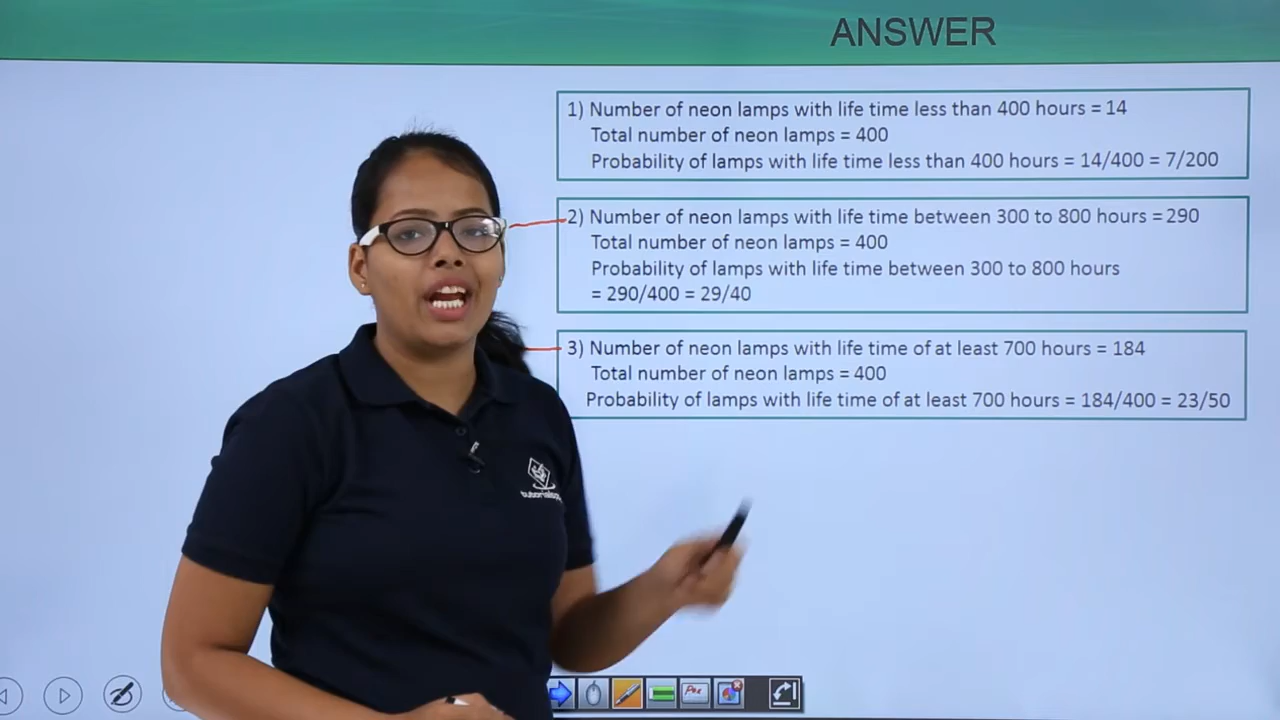 ANSWER
1) Number of neon lamps with life time less than 400 hours = 14
Total number of neon lamps = 400
Probability of lamps with life time less than 400 hours = 14/400 = 7/200
2) Number of neon lamps with life time between 300 to 800 hours = 290
Total number of neon lamps = 400
Probability of lamps with life time between 300 to 800 hours
= 290/400 = 29/40
3) Number of neon lamps with life time of at least 700 hours = 184
Total number of neon lamps = 400
Probability of lamps with life time of at least 700 hours = 184/400 = 23/50